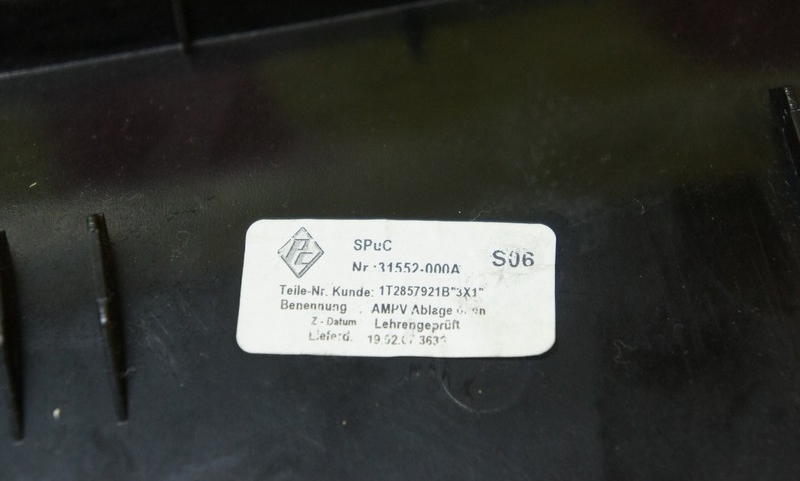 SPuC
Nr.:31552-000A
S06
Teile-Nr. Kunde: 1T2857921B"3X1"
Benennung : AMPV Ablage
Z - Datum Lehrengeprüft
Lieferd.